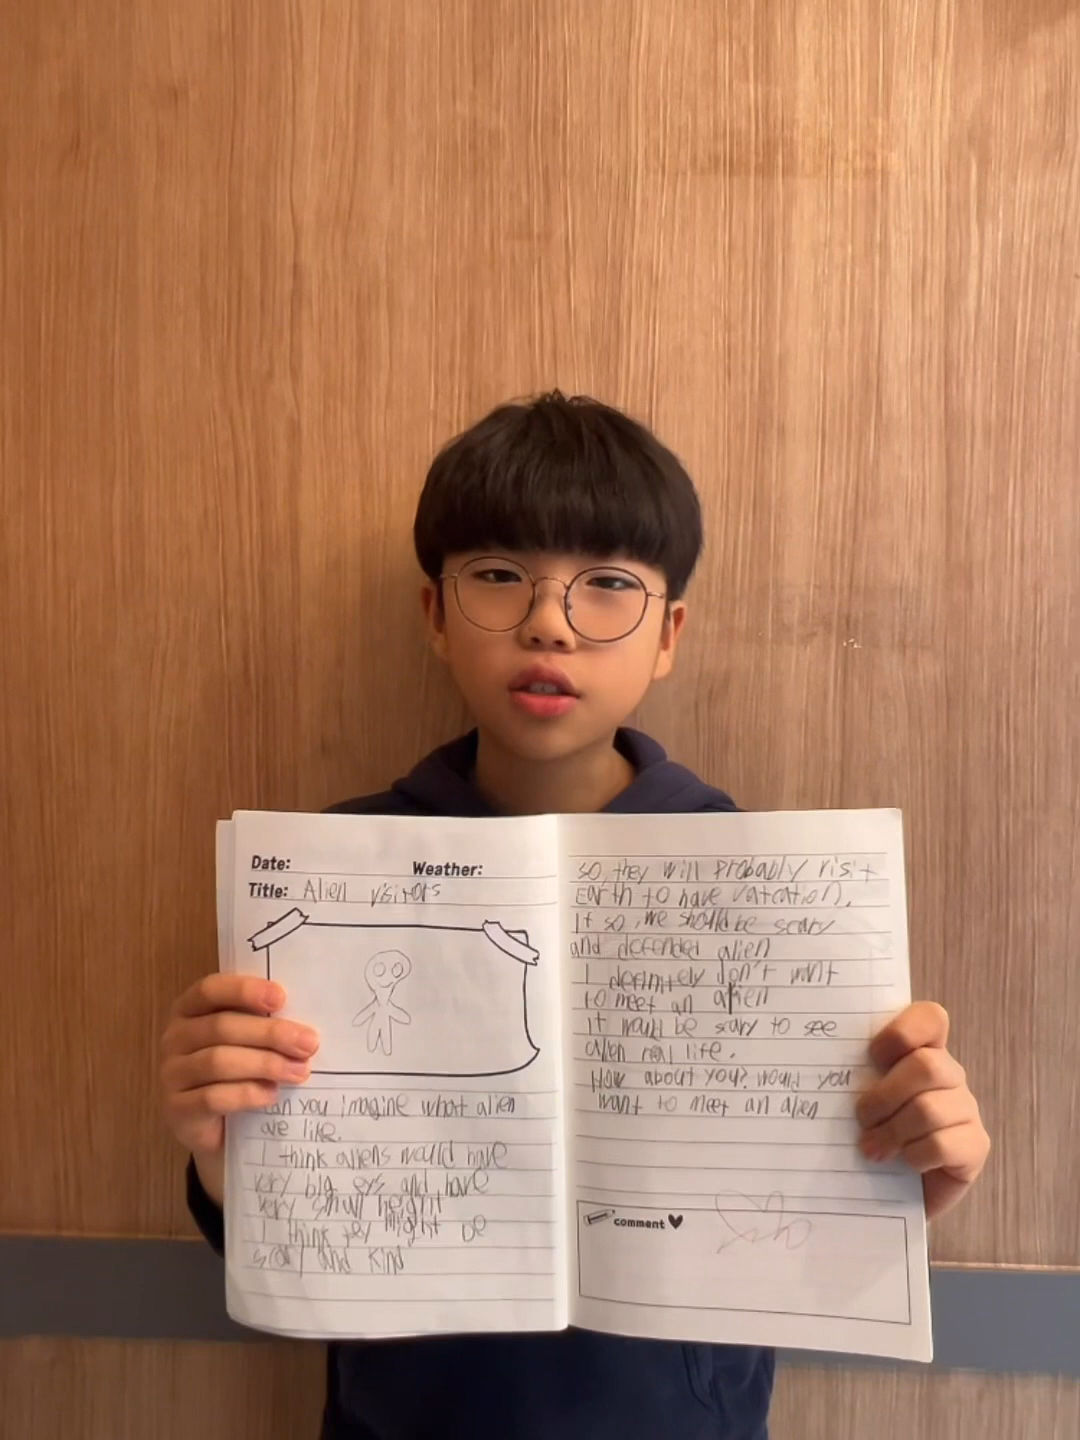 Date: Weather:
Title: Alien visitors
can you imagine what alien
are like.
I think aliens would have
very big eys and have
very small height
I think tey might be
scary and kind
so, they will probably visit
Earth to have vatcation.
If so, we should be scary
and defended alien
I definitely don't want
to meet an alien
it would be scary to see
alien real life.
How about you? would you
want to meet an alien
comment